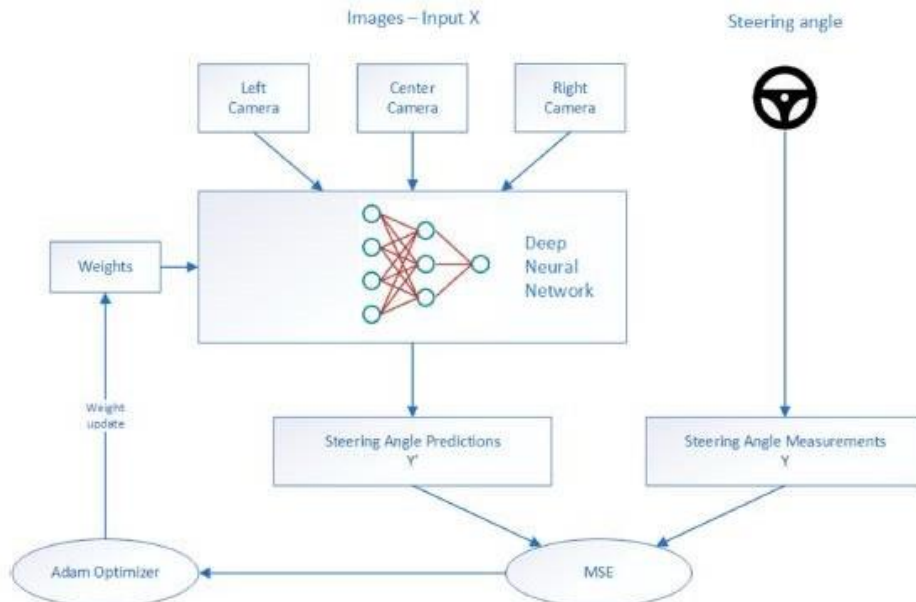 Images – Input X
Steering angle
Left
Camera
Center
Camera
Right
Camera
Deep
Neural
Network
Weights
Weight
update
Steering Angle Predictions
Y'
Steering Angle Measurements
Y
Adam Optimizer
MSE